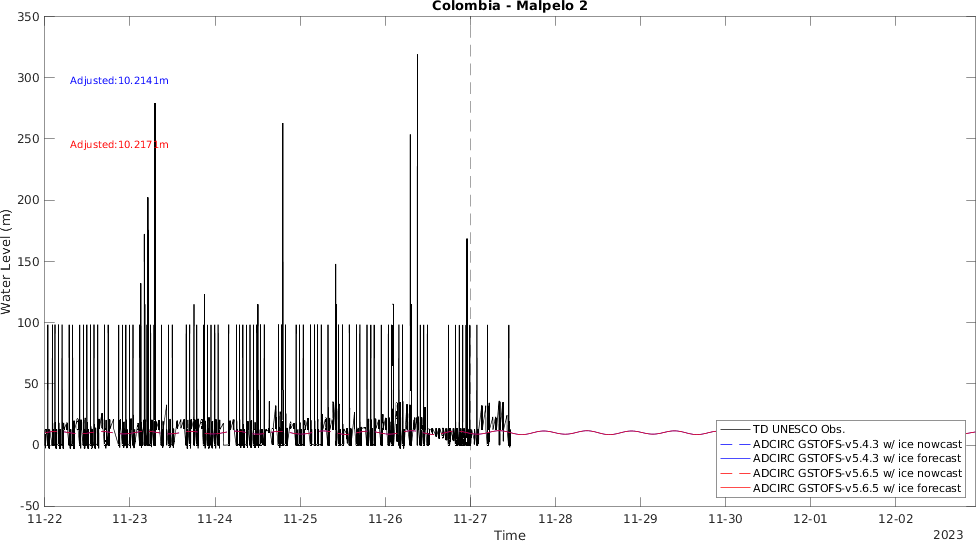 Colombia - Malpelo 2
350
300
250
200
150
100
50
0
-50
Water Level (m)
Adjusted:10.2141m
Adjusted:10.2171m
TD UNESCO Obs.
ADCIRC GSTOFS-v5.4.3 w/ ice nowcast
ADCIRC GSTOFS-v5.4.3 w/ ice forecast
ADCIRC GSTOFS-v5.6.5 w/ ice nowcast
ADCIRC GSTOFS-v5.6.5 w/ ice forecast
11-22 11-23 11-24 11-25 11-26 11-27 11-28 11-29 11-30 12-01 12-02
Time
2023